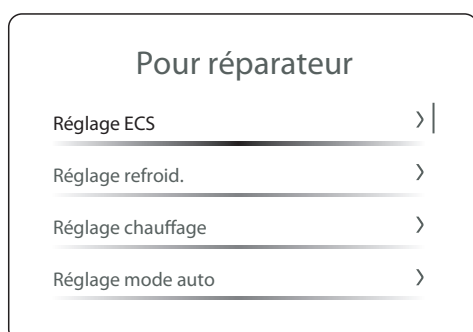 Pour réparateur
Réglage ECS
Réglage refroid.
Réglage chauffage
Réglage mode auto